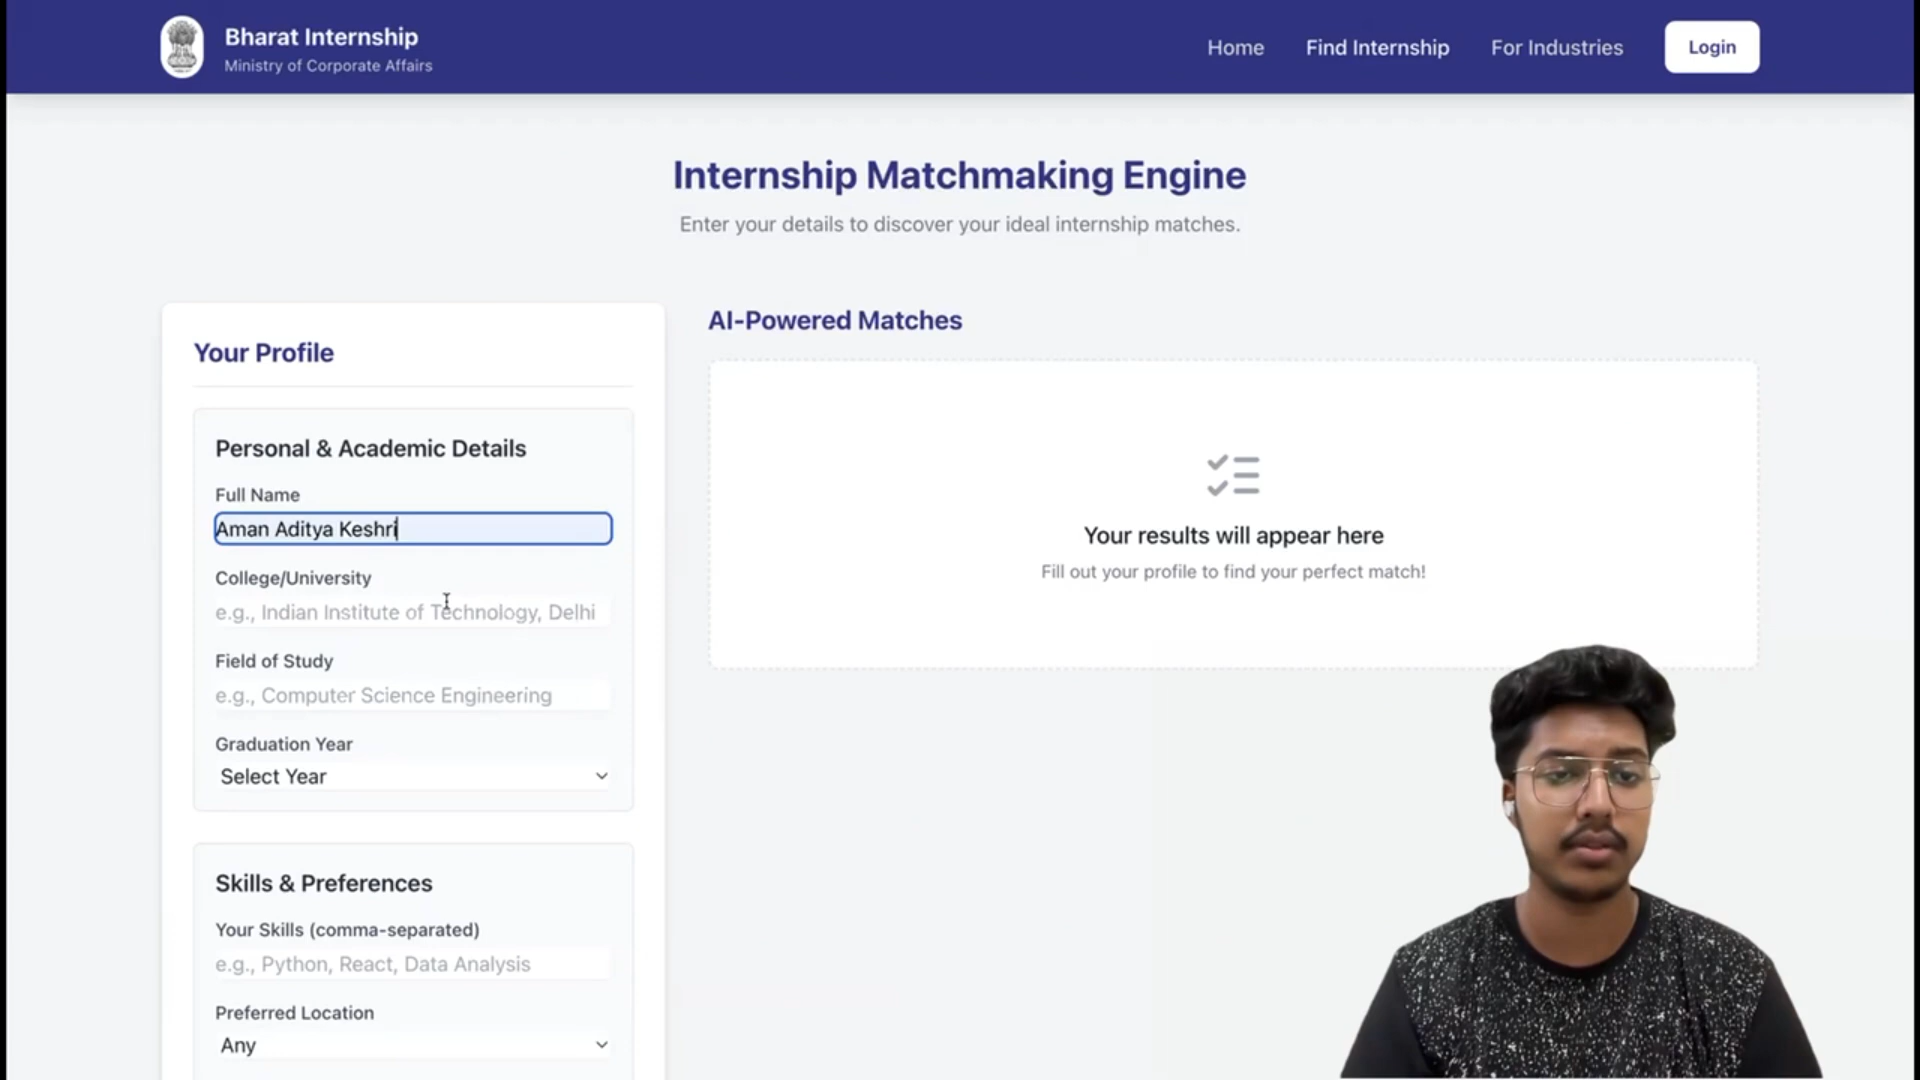 Bharat Internship
Ministry of Corporate Affairs
Home
Find Internship
For Industries
Login
Internship Matchmaking Engine
Enter your details to discover your ideal internship matches.
Your Profile
Personal & Academic Details
Full Name
Aman Aditya Keshri
College/University
e.g., Indian Institute of Technology, Delhi
Field of Study
e.g., Computer Science Engineering
Graduation Year
Select Year
Skills & Preferences
Your Skills (comma-separated)
e.g., Python, React, Data Analysis
Preferred Location
Any
AI-Powered Matches
Your results will appear here
Fill out your profile to find your perfect match!